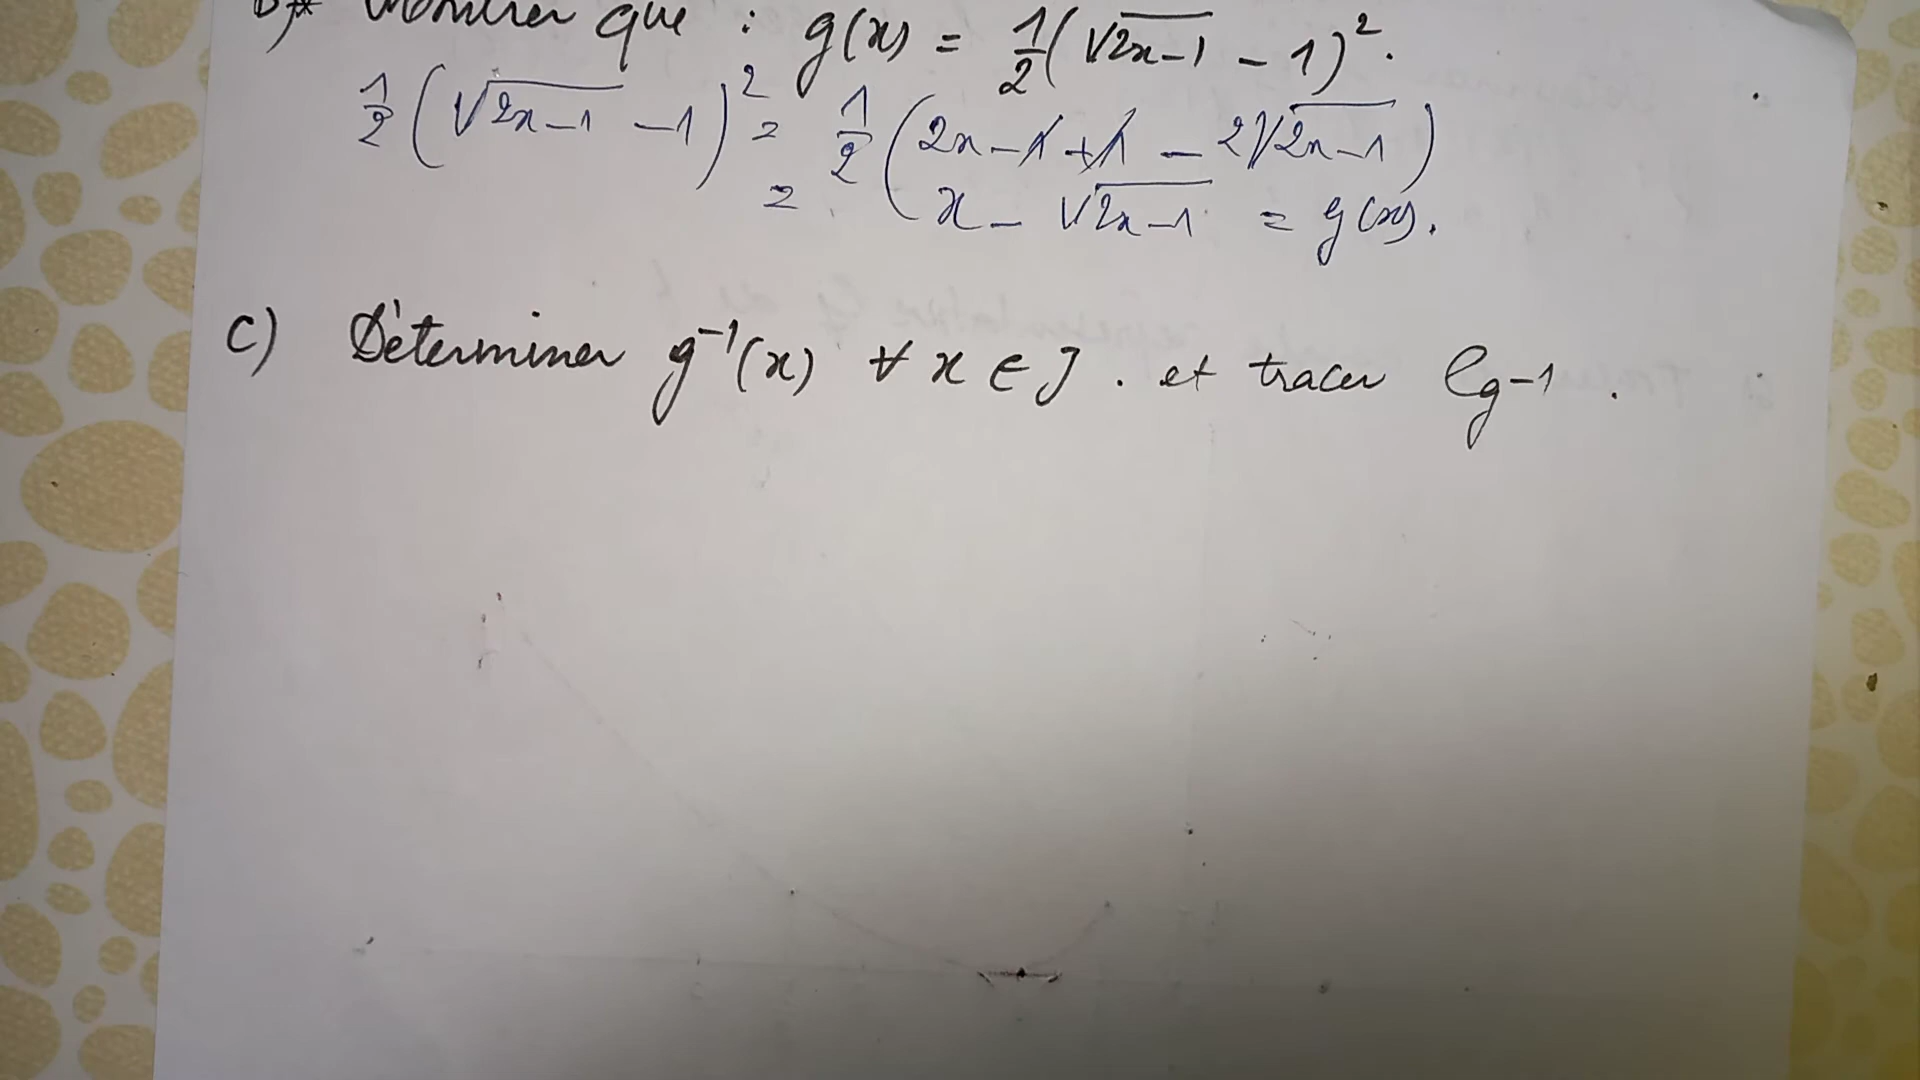 b)* Montrer que : g(x) = 1/2 (√(2x-1) - 1)².
1/2 (√(2x-1) - 1)² = 1/2 (2x - 1 + 1 - 2√(2x-1))
= x - √(2x-1) = g(x).
c) Déterminer g⁻¹(x) ∀ x ∈ J . et tracer Cg-1 .